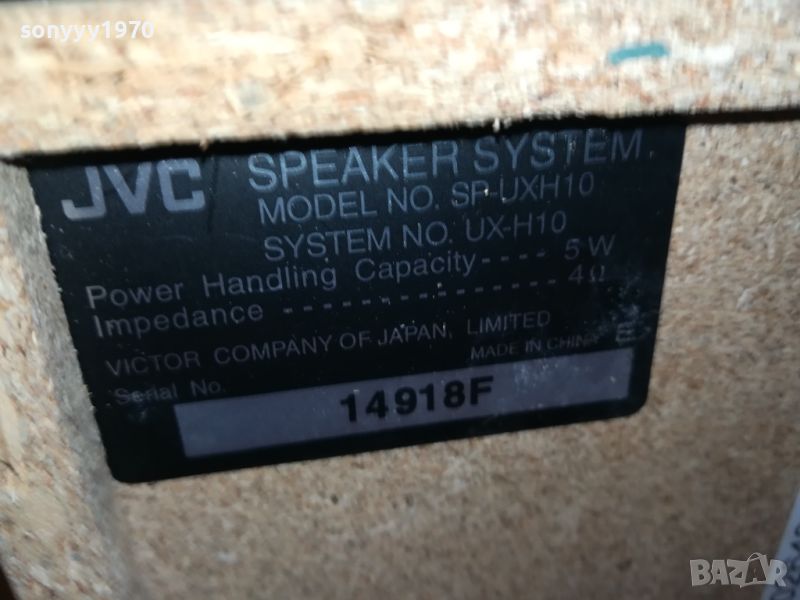 sonyyy1970
JVC SPEAKER SYSTEM
MODEL NO. SP-UXH10
SYSTEM NO. UX-H10
Power Handling Capacity---- 5 W
Impedance --------------- 4Ω
VICTOR COMPANY OF JAPAN, LIMITED
MADE IN CHINA E
Serial No.
14918F
BAZAR